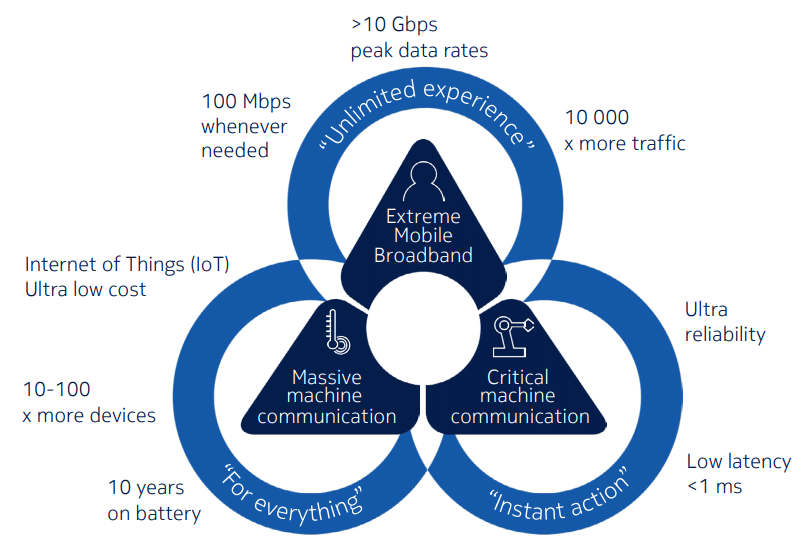 >10 Gbps
peak data rates
100 Mbps
whenever
needed
"Unlimited experience"
10 000
x more traffic
Extreme
Mobile
Broadband
Internet of Things (IoT)
Ultra low cost
Ultra
reliability
Massive
machine
communication
Critical
machine
communication
10-100
x more devices
Low latency
<1 ms
10 years
on battery
"For everything"
"Instant action"